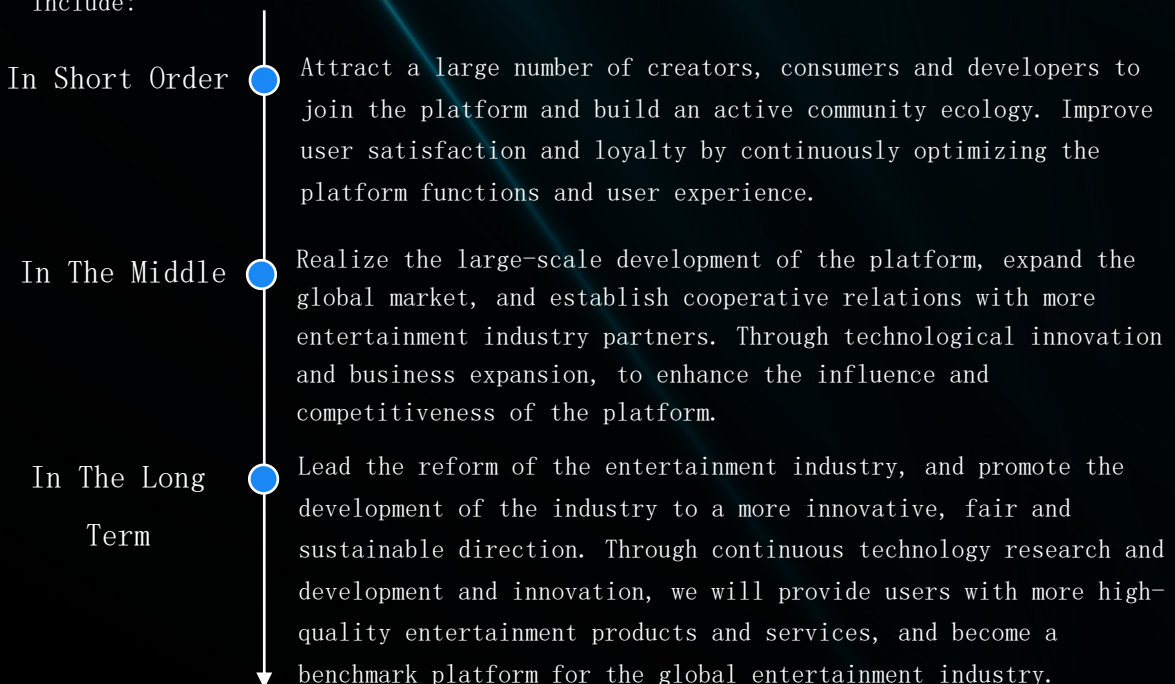 include:
In Short Order
Attract a large number of creators, consumers and developers to
join the platform and build an active community ecology. Improve
user satisfaction and loyalty by continuously optimizing the
platform functions and user experience.
In The Middle
Realize the large-scale development of the platform, expand the
global market, and establish cooperative relations with more
entertainment industry partners. Through technological innovation
and business expansion, to enhance the influence and
competitiveness of the platform.
In The Long
Term
Lead the reform of the entertainment industry, and promote the
development of the industry to a more innovative, fair and
sustainable direction. Through continuous technology research and
development and innovation, we will provide users with more high-
quality entertainment products and services, and become a
benchmark platform for the global entertainment industry.